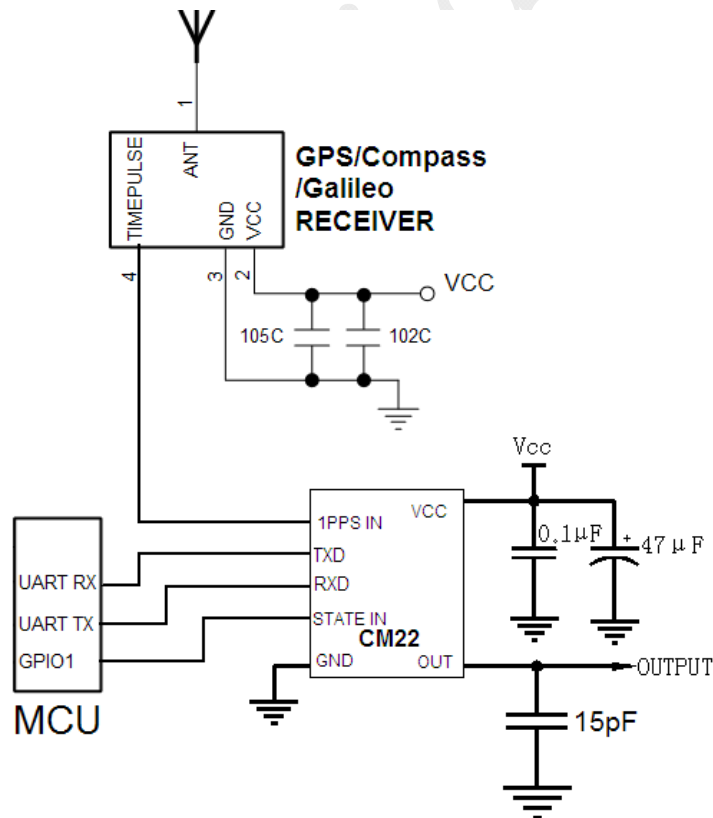 1
TIMEPULSE
ANT
GND
VCC
GPS/Compass
/Galileo
RECEIVER
4
3
2
VCC
105C
102C
Vcc
0.1μF
+
47μF
1PPS IN
VCC
TXD
RXD
STATE IN
CM22
GND
OUT
UART RX
UART TX
GPIO1
MCU
OUTPUT
15pF